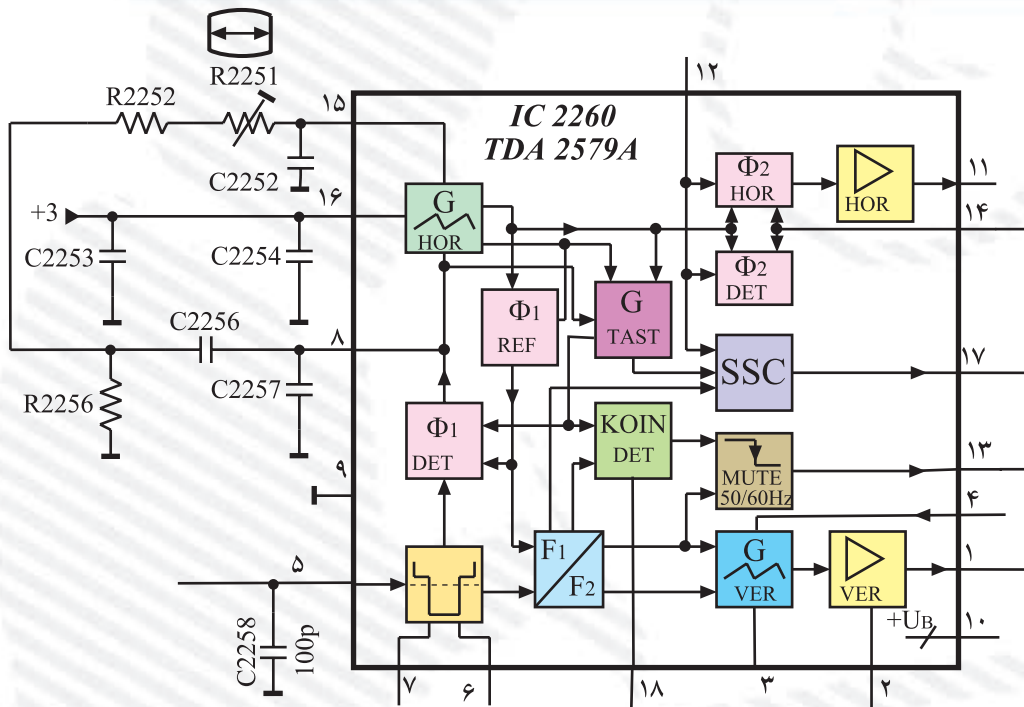 R2251
R2252
۱۵
۱۲
IC 2260
TDA 2579A
C2252
۱۶
+3
G
HOR
Φ2
HOR
HOR
۱۱
۱۴
C2253
C2254
Φ1
REF
G
TAST
Φ2
DET
C2256
۸
R2256
C2257
SSC
۱۷
Φ1
DET
KOIN
DET
MUTE
50/60Hz
۱۳
۹
۴
۵
F1
F2
G
VER
VER
۱
+UB
۱۰
C2258
100p
۷
۶
۱۸
۳
۲